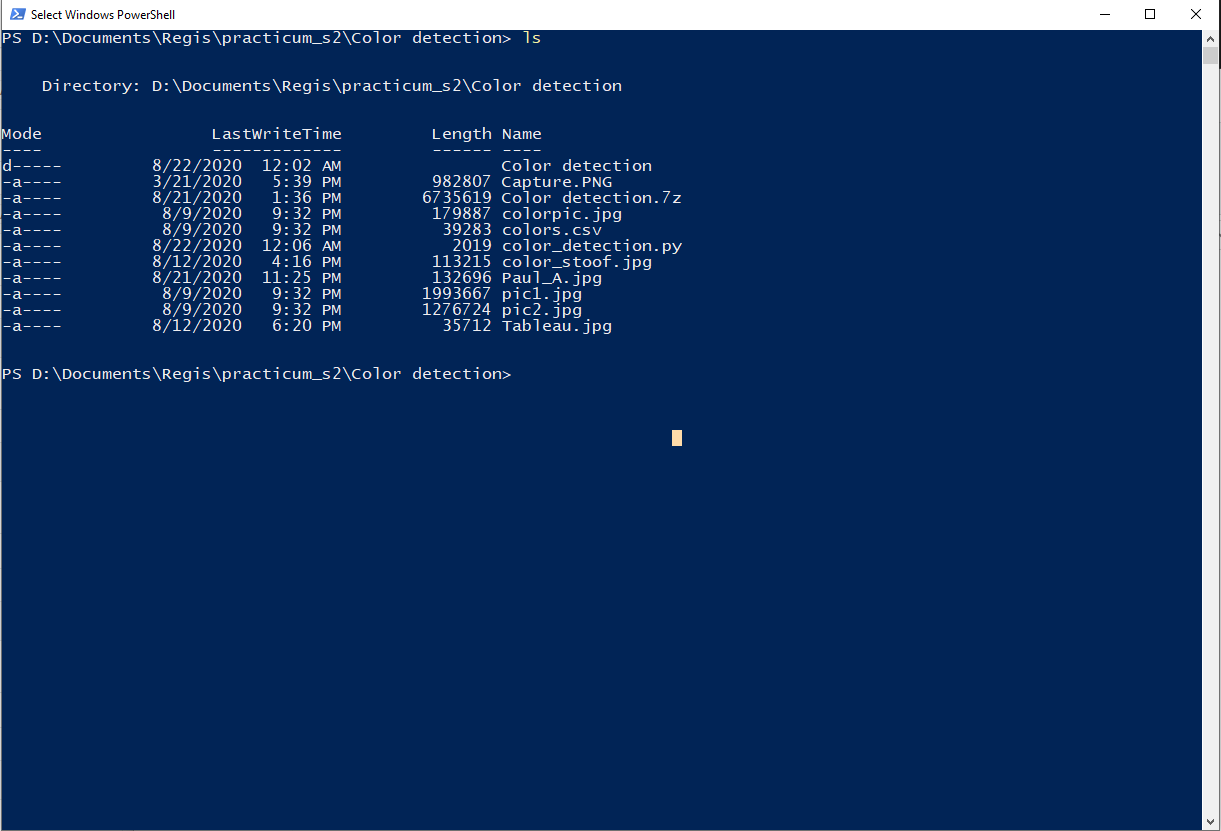 Select Windows PowerShell
PS D:\Documents\Regis\practicum_s2\Color detection> ls
Directory: D:\Documents\Regis\practicum_s2\Color detection
Mode                 LastWriteTime         Length Name
----                 -------------         ------ ----
d-----         8/22/2020  12:02 AM                Color detection
-a----         3/21/2020   5:39 PM         982807 Capture.PNG
-a----         8/21/2020   1:36 PM        6735619 Color detection.7z
-a----          8/9/2020   9:32 PM         179887 colorpic.jpg
-a----          8/9/2020   9:32 PM          39283 colors.csv
-a----         8/22/2020  12:06 AM           2019 color_detection.py
-a----         8/12/2020   4:16 PM         113215 color_stoof.jpg
-a----         8/21/2020  11:25 PM         132696 Paul_A.jpg
-a----          8/9/2020   9:32 PM        1993667 pic1.jpg
-a----          8/9/2020   9:32 PM        1276724 pic2.jpg
-a----         8/12/2020   6:20 PM          35712 Tableau.jpg
PS D:\Documents\Regis\practicum_s2\Color detection>